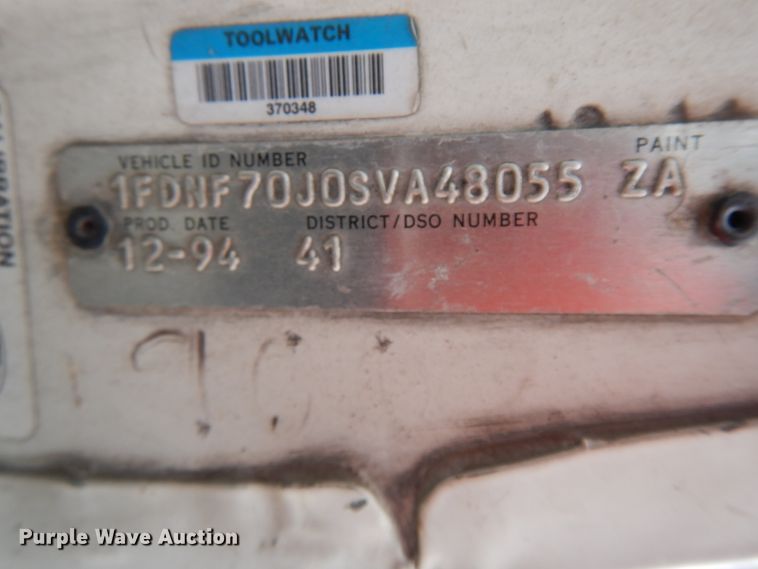 TOOLWATCH
370348
VEHICLE ID NUMBER
PAINT
1FDNF70J0SVA48055 ZA
PROD. DATE DISTRICT/DSO NUMBER
12-94 41
Purple Wave Auction